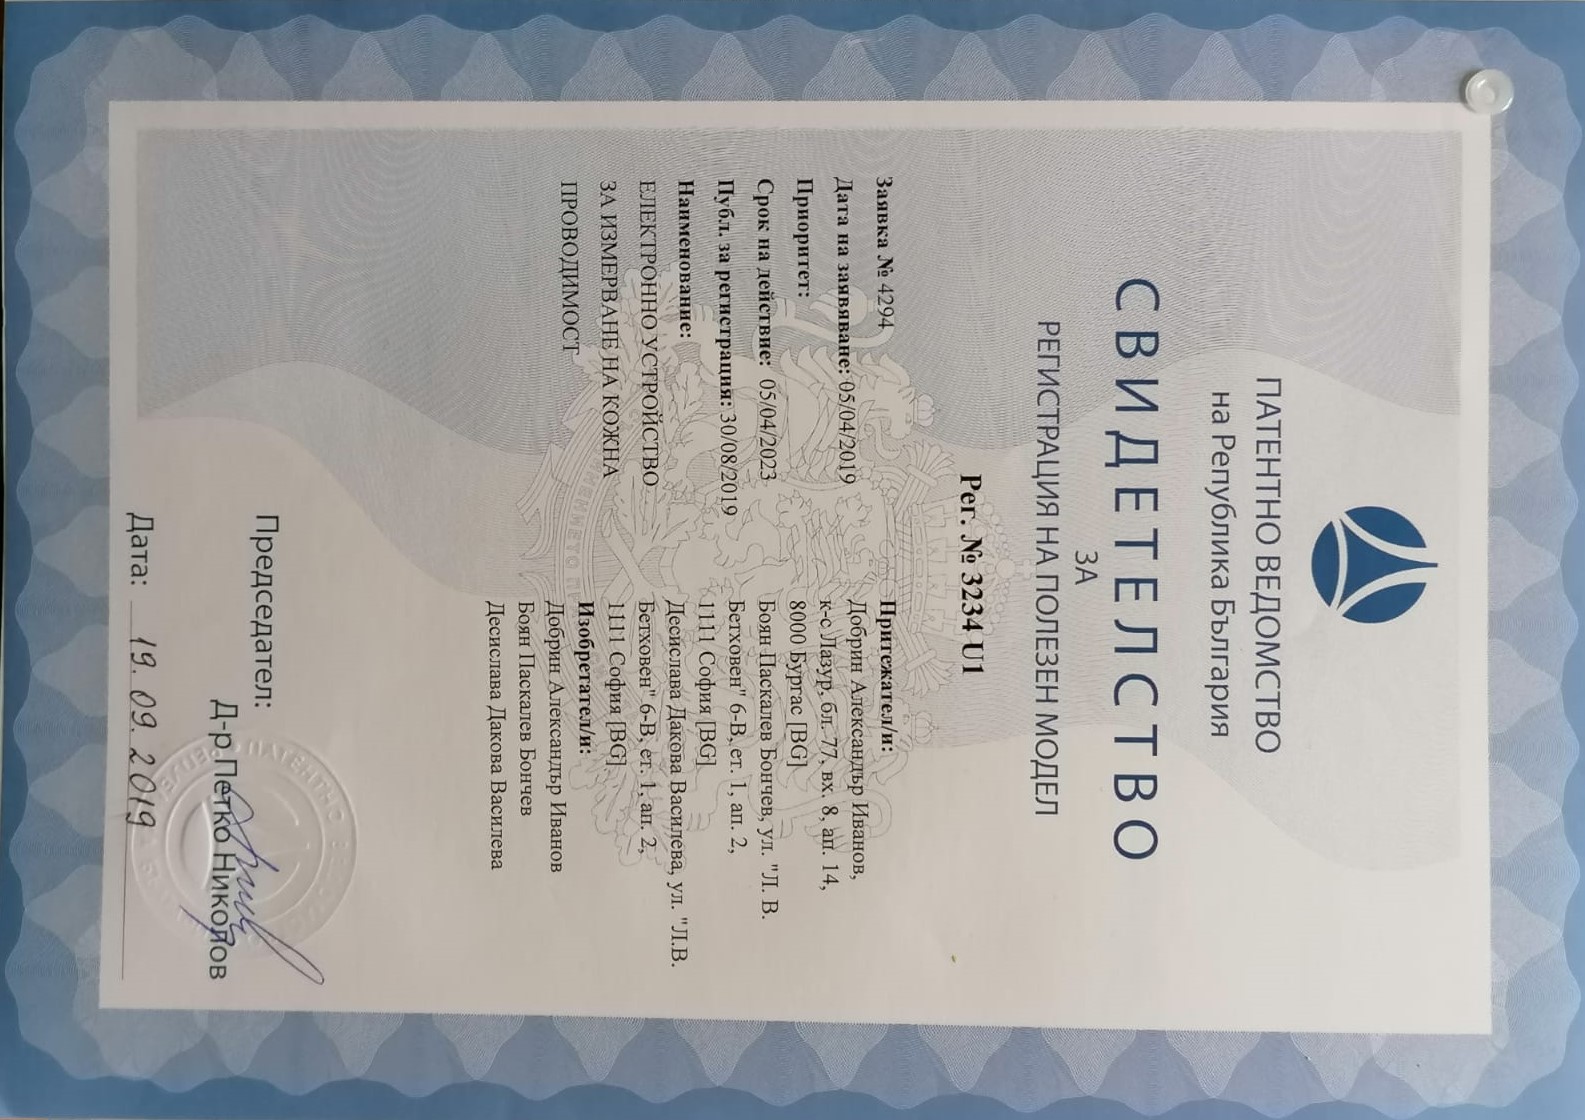 ПАТЕНТНО ВЕДОМСТВО
на Република България
СВИДЕТЕЛСТВО
ЗА
РЕГИСТРАЦИЯ НА ПОЛЕЗЕН МОДЕЛ
Рег. № 3234 U1
Заявка № 4294
Дата на заявяване: 05/04/2019
Приоритет:
Срок на действие: 05/04/2023
Публ. за регистрация: 30/08/2019
Наименование:
ЕЛЕКТРОННО УСТРОЙСТВО
ЗА ИЗМЕРВАНЕ НА КОЖНА
ПРОВОДИМОСТ
Притежател/и:
Добрин Александър Иванов,
к-с Лазур, бл. 77, вх. 8, ап. 14,
8000 Бургас [BG]
Боян Паскалев Бончев, ул. "Л. В.
Бетховен" 6-В, ет. 1, ап. 2,
1111 София [BG]
Десислава Дакова Василева, ул. "Л.В.
Бетховен" 6-В, ет. 1, ап. 2,
1111 София [BG]
Изобретател/и:
Добрин Александър Иванов
Боян Паскалев Бончев
Десислава Дакова Василева
Председател:
Д-р.Петко Николов
Дата: 19.09.2019